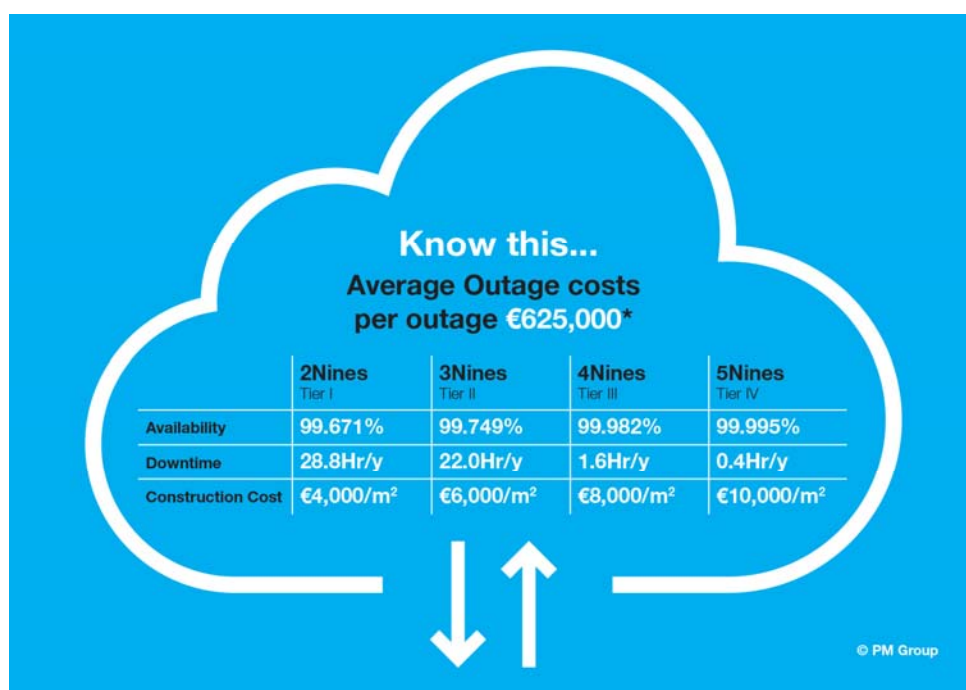 Know this...
Average Outage costs
per outage €625,000*
2Nines 3Nines 4Nines 5Nines
Tier I Tier II Tier III Tier IV
Availability 99.671% 99.749% 99.982% 99.995%
Downtime 28.8Hr/y 22.0Hr/y 1.6Hr/y 0.4Hr/y
Construction Cost €4,000/m² €6,000/m² €8,000/m² €10,000/m²
© PM Group